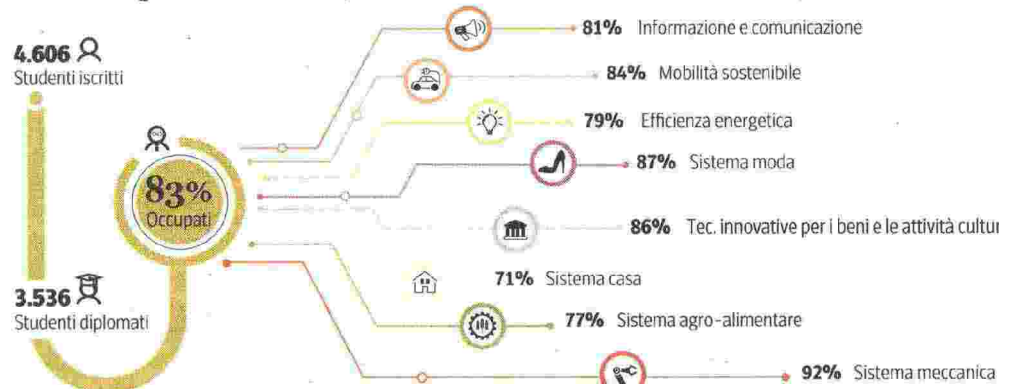 4.606
Studenti iscritti
83%
Occupati
3.536
Studenti diplomati
81% Informazione e comunicazione
84% Mobilità sostenibile
79% Efficienza energetica
87% Sistema moda
86% Tec. innovative per i beni e le attività cultur
71% Sistema casa
77% Sistema agro-alimentare
92% Sistema meccanica